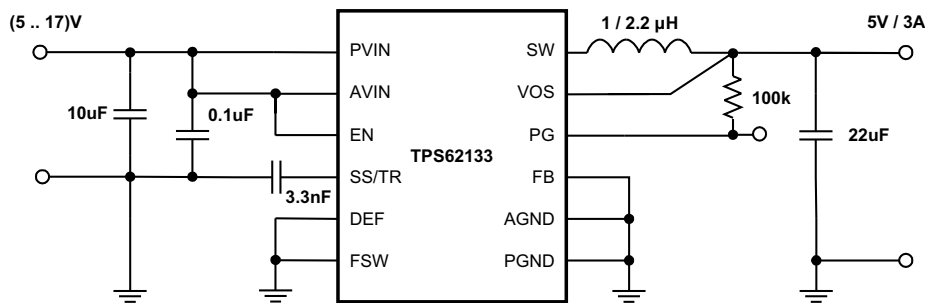 (5 .. 17)V
1 / 2.2 µH
5V / 3A
PVIN
SW
AVIN
VOS
10uF
0.1uF
100k
EN
PG
22uF
TPS62133
SS/TR
FB
3.3nF
DEF
AGND
FSW
PGND